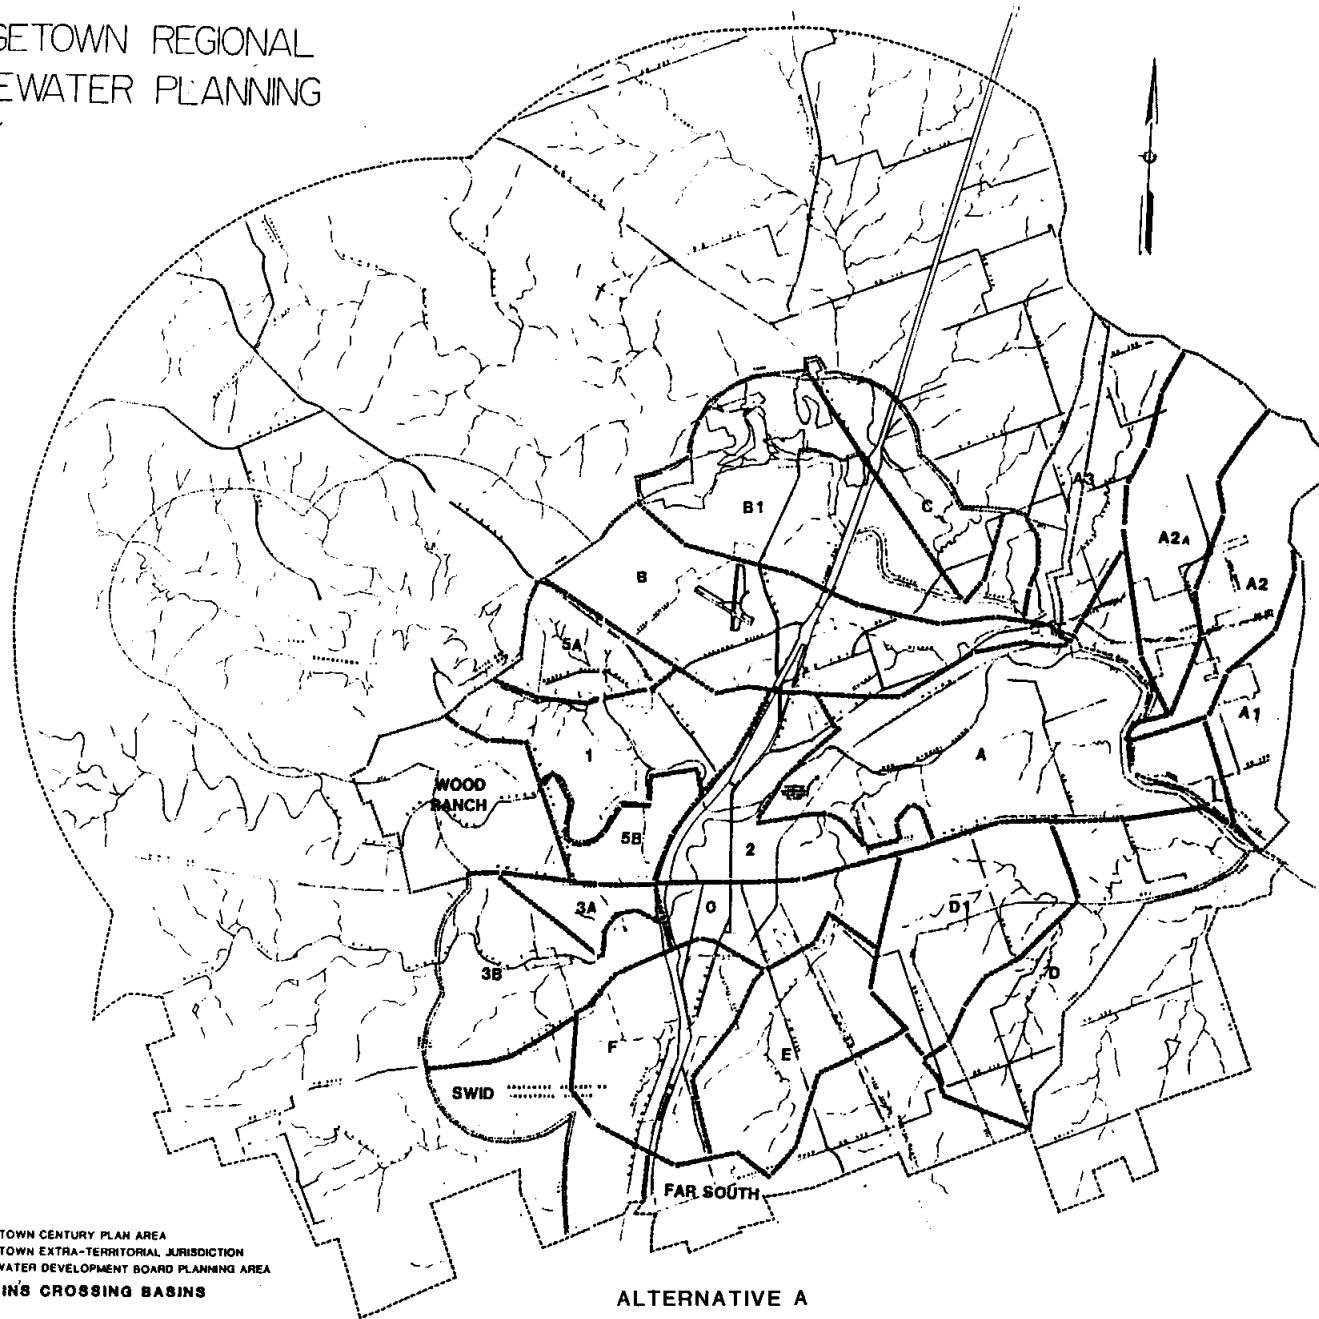 GETOWN REGIONAL
EWATER PLANNING
A3
B1
C
A2A
B
A2
5A
A1
1
A
WOOD
RANCH
5B
2
3A
0
D1
3B
D
F
E
SWID
FAR SOUTH
TOWN CENTURY PLAN AREA
TOWN EXTRA-TERRITORIAL JURISDICTION
WATER DEVELOPMENT BOARD PLANNING AREA
INS CROSSING BASINS
ALTERNATIVE A